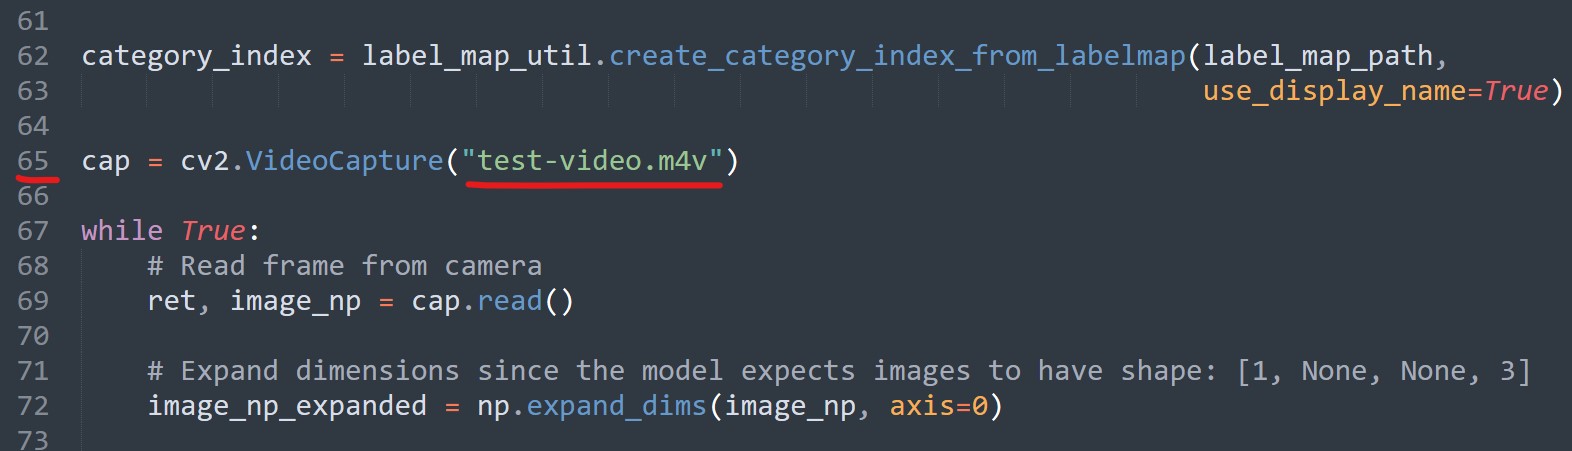 61
62 category_index = label_map_util.create_category_index_from_labelmap(label_map_path,
63 use_display_name=True)
64
65 cap = cv2.VideoCapture("test-video.m4v")
66
67 while True:
68 # Read frame from camera
69 ret, image_np = cap.read()
70
71 # Expand dimensions since the model expects images to have shape: [1, None, None, 3]
72 image_np_expanded = np.expand_dims(image_np, axis=0)
73